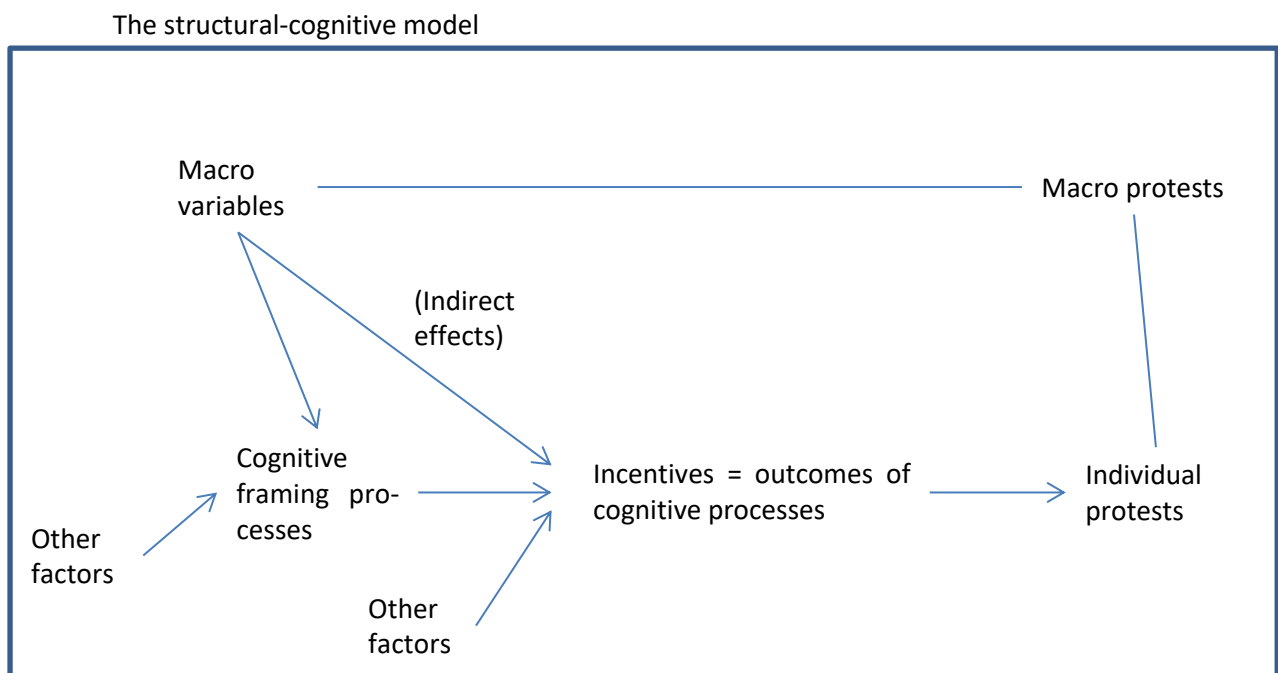 The structural-cognitive model
Macro
variables
Macro protests
(Indirect
effects)
Cognitive
framing pro-
cesses
Incentives = outcomes of
cognitive processes
Individual
protests
Other
factors
Other
factors